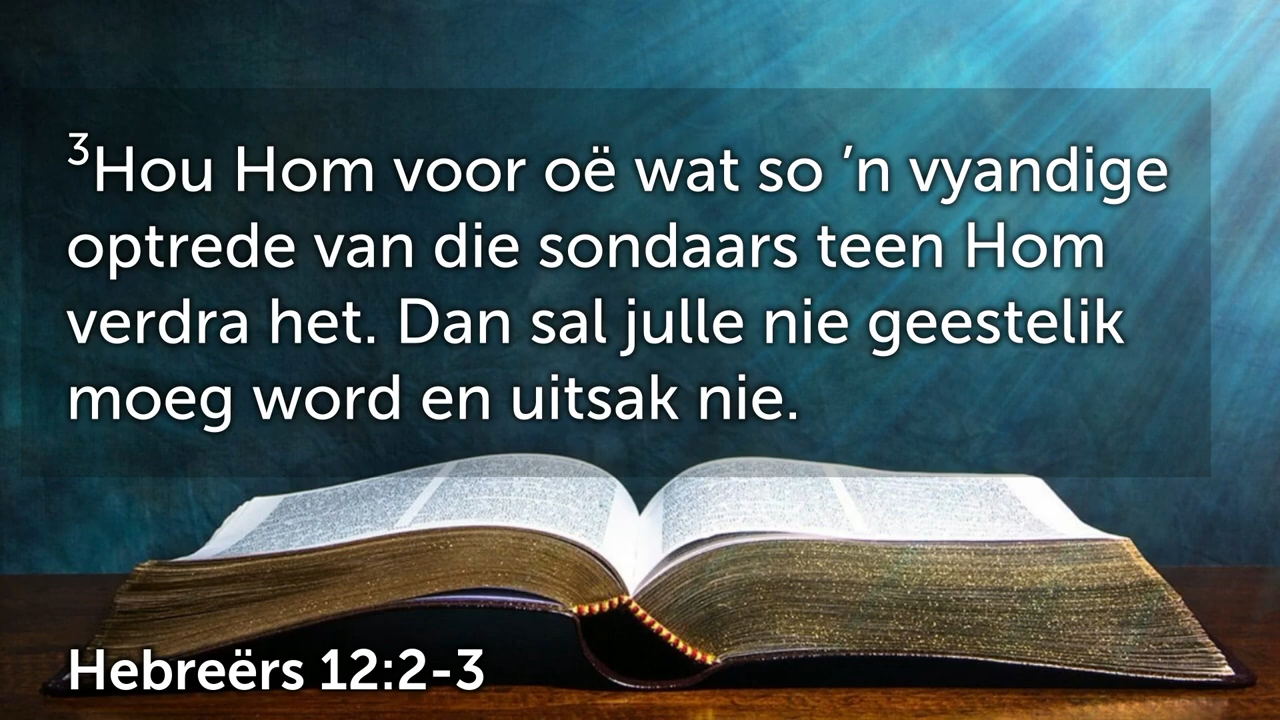 ³Hou Hom voor oë wat so ’n vyandige
optrede van die sondaars teen Hom
verdra het. Dan sal julle nie geestelik
moeg word en uitsak nie.
Hebreërs 12:2-3